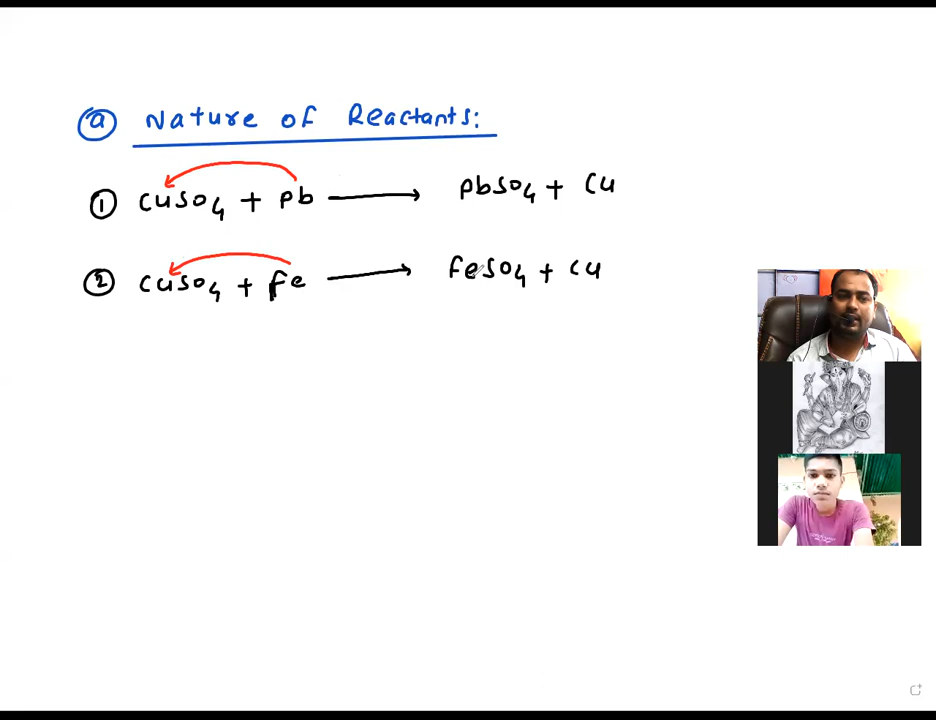 a Nature of Reactants:
1 CuSO4 + pb → pbSO4 + Cu
2 CuSO4 + fe → feSO4 + Cu